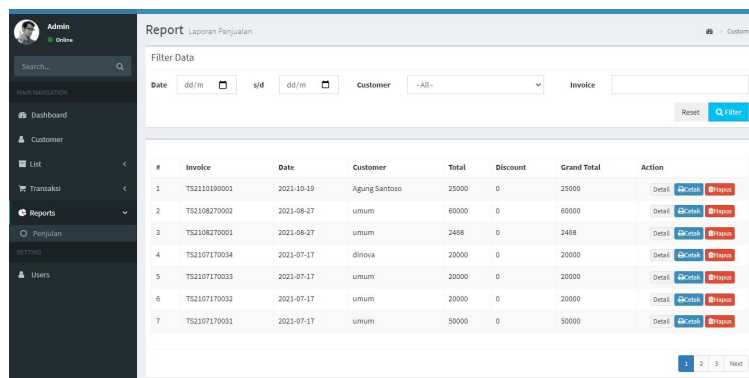 Admin
Online
Search...
MAIN NAVIGATION
Dashboard
Customer
List
Transaksi
Reports
Penjulan
SETTING
Users
Report Laporan Penjualan
> Custom
Filter Data
Date dd/m s/d dd/m Customer - All - Invoice
Reset Filter
# Invoice Date Customer Total Discount Grand Total Action
1 TS2110190001 2021-10-19 Agung Santoso 25000 0 25000 Detail Cetak Hapus
2 TS2108270002 2021-08-27 umum 60000 0 60000 Detail Cetak Hapus
3 TS2108270001 2021-08-27 umum 2468 0 2468 Detail Cetak Hapus
4 TS2107170034 2021-07-17 dinova 20000 0 20000 Detail Cetak Hapus
5 TS2107170033 2021-07-17 umum 20000 0 20000 Detail Cetak Hapus
6 TS2107170032 2021-07-17 umum 20000 0 20000 Detail Cetak Hapus
7 TS2107170031 2021-07-17 umum 50000 0 50000 Detail Cetak Hapus
1 2 3 Next